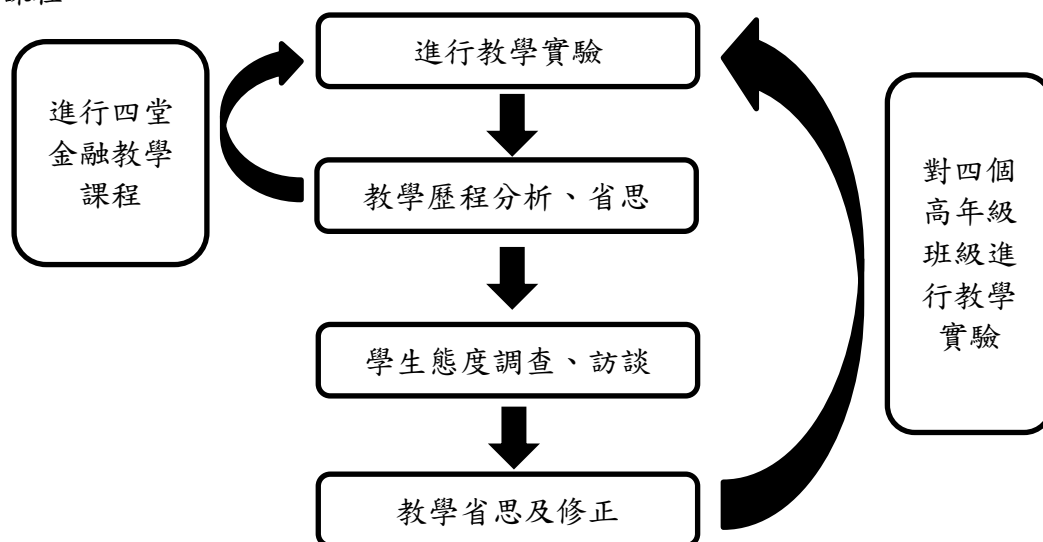 進行教學實驗
進行四堂
金融教學
課程
教學歷程分析、省思
對四個
高年級
班級進
行教學
實驗
學生態度調查、訪談
教學省思及修正